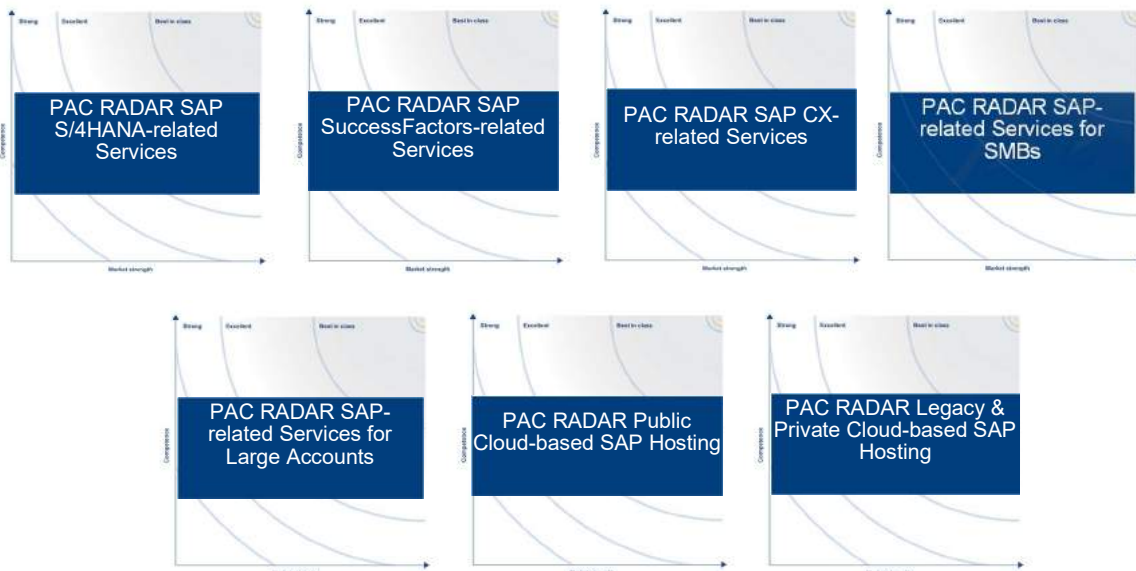 Strong Excellent Best in class
PAC RADAR SAP
S/4HANA-related
Services
Competence
Market strength
Strong Excellent Best in class
PAC RADAR SAP
SuccessFactors-related
Services
Competence
Market strength
Strong Excellent Best in class
PAC RADAR SAP CX-
related Services
Competence
Market strength
Strong Excellent Best in class
PAC RADAR SAP-
related Services for
SMBs
Competence
Market strength
Strong Excellent Best in class
PAC RADAR SAP-
related Services for
Large Accounts
Competence
Strong Excellent Best in class
PAC RADAR Public
Cloud-based SAP Hosting
Competence
Strong Excellent Best in class
PAC RADAR Legacy &
Private Cloud-based SAP
Hosting
Competence